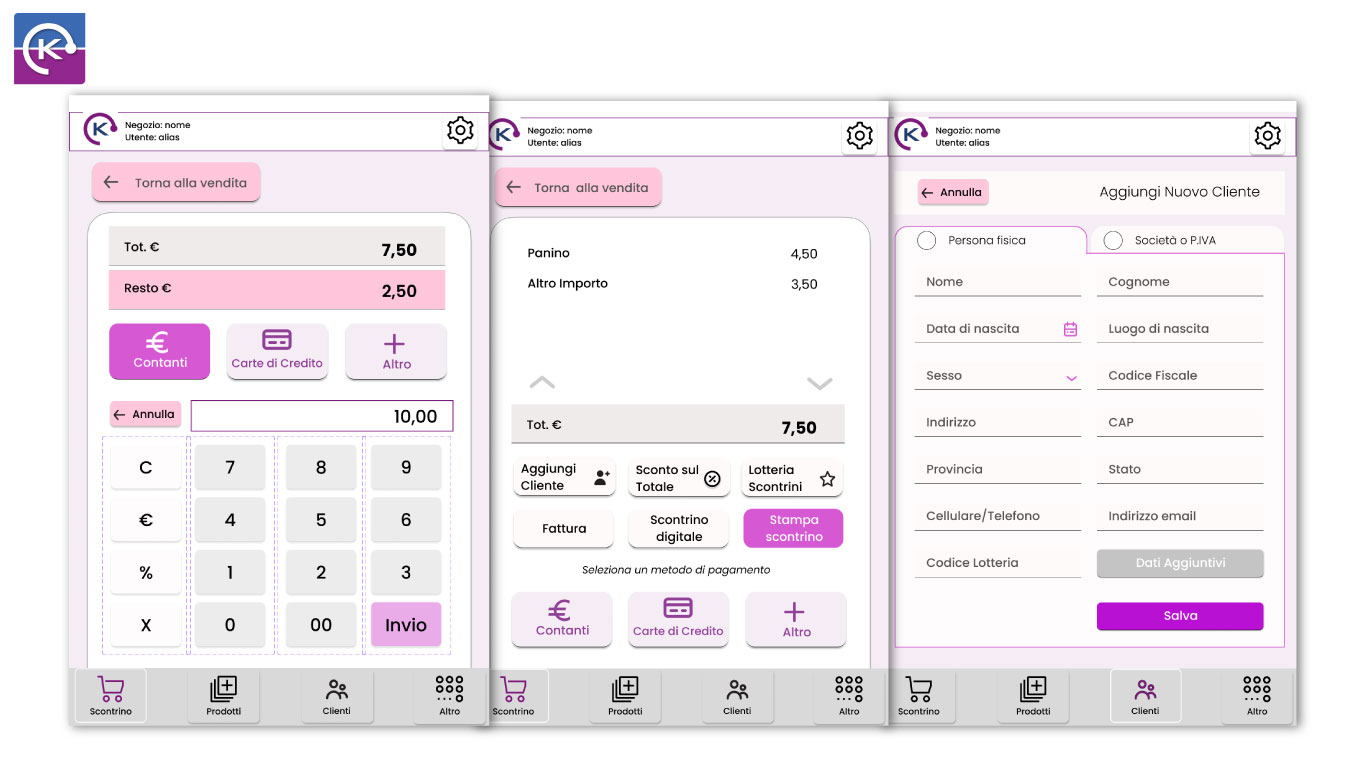 K
K
Negozio: nome
Utente: alias
Torna alla vendita
Tot. €
7,50
Resto €
2,50
€
Contanti
Carte di Credito
Altro
Annulla
10,00
C
7
8
9
€
4
5
6
%
1
2
3
X
0
00
Invio
Scontrino
Prodotti
Clienti
Altro
K
Negozio: nome
Utente: alias
Torna alla vendita
Panino
4,50
Altro Importo
3,50
Tot. €
7,50
Aggiungi
Cliente
Sconto sul
Totale
Lotteria
Scontrini
Fattura
Scontrino
digitale
Stampa
scontrino
Seleziona un metodo di pagamento
€
Contanti
Carte di Credito
Altro
Scontrino
Prodotti
Clienti
Altro
K
Negozio: nome
Utente: alias
Annulla
Aggiungi Nuovo Cliente
Persona fisica
Società o P.IVA
Nome
Cognome
Data di nascita
Luogo di nascita
Sesso
Codice Fiscale
Indirizzo
CAP
Provincia
Stato
Cellulare/Telefono
Indirizzo email
Codice Lotteria
Dati Aggiuntivi
Salva
Scontrino
Prodotti
Clienti
Altro